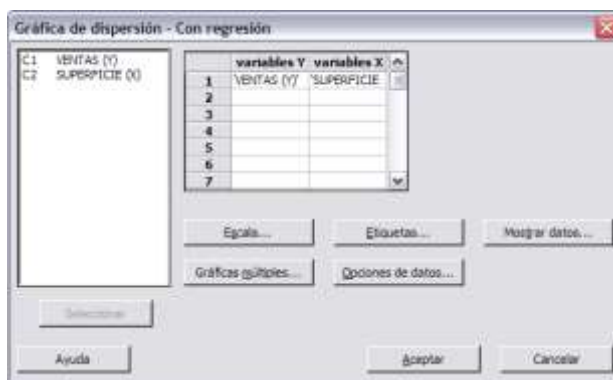 Gráfica de dispersión - Con regresión
C1 VENTAS (Y)
C2 SUPERFICIE (X)
variables Y variables X
1 'VENTAS (Y)' 'SUPERFICIE
2
3
4
5
6
7
Escala... Etiquetas... Mostrar datos...
Gráficas múltiples... Opciones de datos...
Seleccionar
Ayuda Aceptar Cancelar